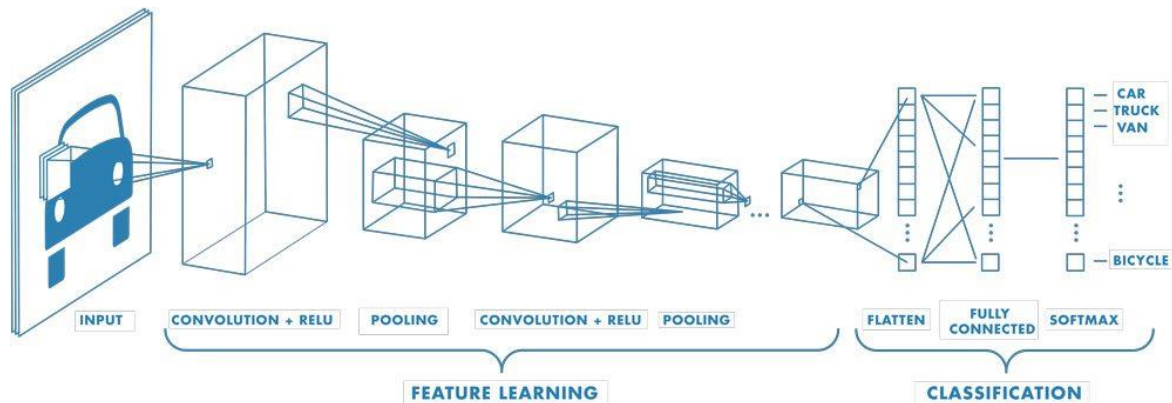 CAR
TRUCK
VAN
BICYCLE
INPUT
CONVOLUTION + RELU
POOLING
CONVOLUTION + RELU
POOLING
FLATTEN
FULLY
CONNECTED
SOFTMAX
FEATURE LEARNING
CLASSIFICATION